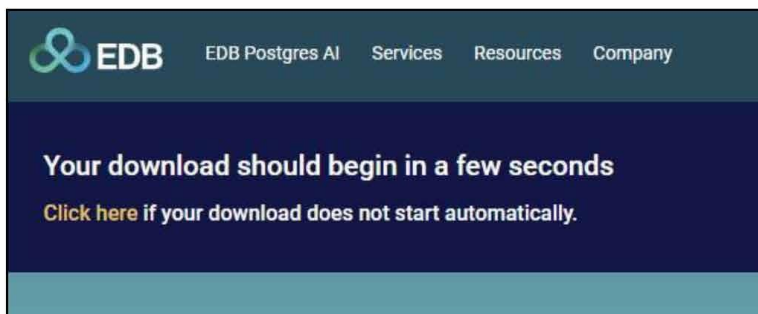 EDB
EDB Postgres AI Services Resources Company
Your download should begin in a few seconds
Click here if your download does not start automatically.